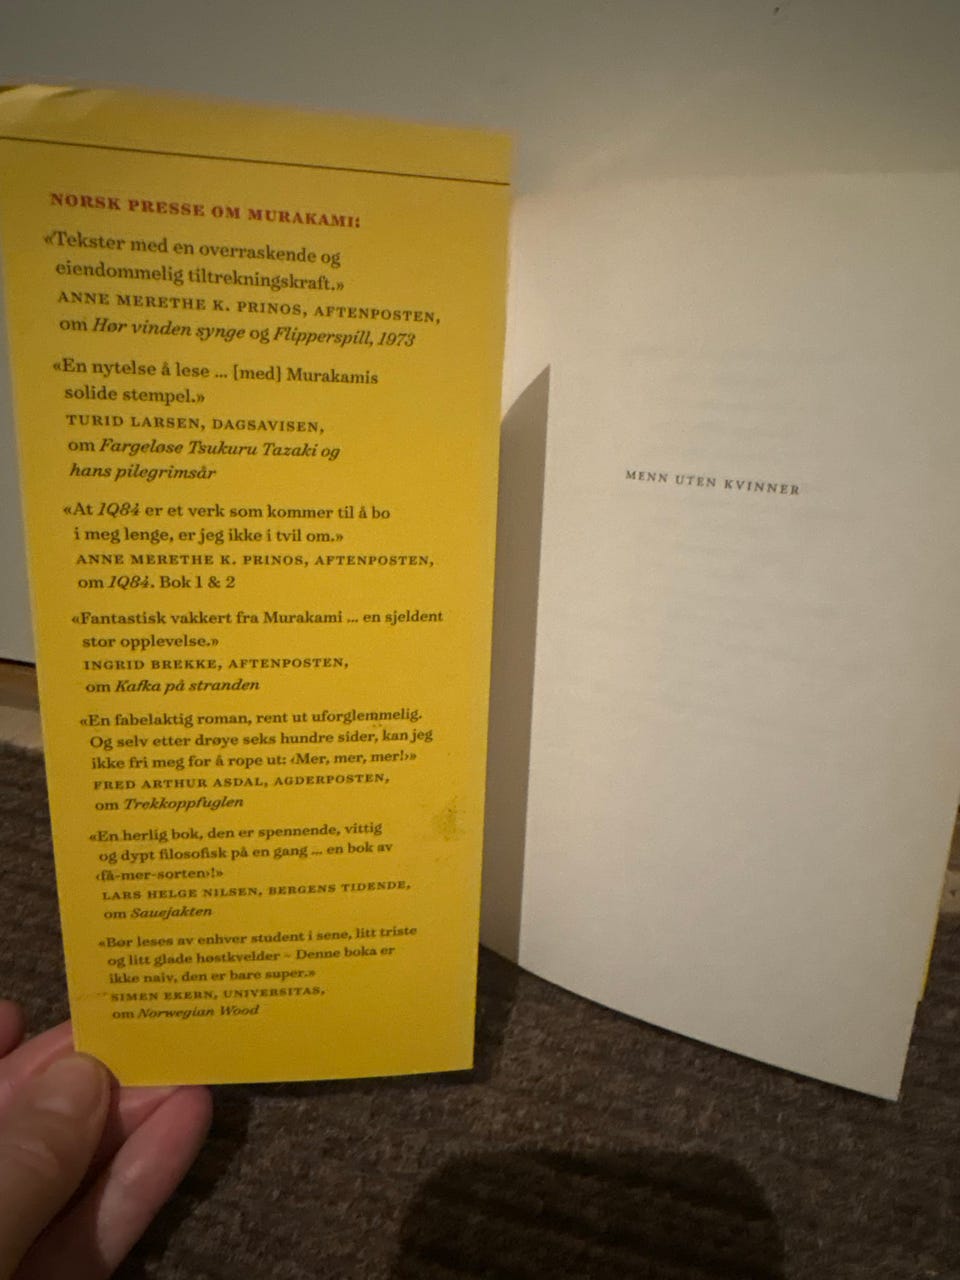 NORSK PRESSE OM MURAKAMI:
«Tekster med en overraskende og
eiendommelig tiltrekningskraft.»
ANNE MERETHE K. PRINOS, AFTENPOSTEN,
om Hør vinden synge og Flipperspill, 1973
«En nytelse å lese ... [med] Murakamis
solide stempel.»
TURID LARSEN, DAGSAVISEN,
om Fargeløse Tsukuru Tazaki og
hans pilegrimsår
«At 1Q84 er et verk som kommer til å bo
i meg lenge, er jeg ikke i tvil om.»
ANNE MERETHE K. PRINOS, AFTENPOSTEN,
om 1Q84. Bok 1 & 2
«Fantastisk vakkert fra Murakami ... en sjeldent
stor opplevelse.»
INGRID BREKKE, AFTENPOSTEN,
om Kafka på stranden
«En fabelaktig roman, rent ut uforglemmelig.
Og selv etter drøye seks hundre sider, kan jeg
ikke fri meg for å rope ut: ‹Mer, mer, mer!›»
FRED ARTHUR ASDAL, AGDERPOSTEN,
om Trekkoppfuglen
«En herlig bok, den er spennende, vittig
og dypt filosofisk på en gang ... en bok av
‹få-mer-sorten›!»
LARS HELGE NILSEN, BERGENS TIDENDE,
om Sauejakten
«Bør leses av enhver student i sene, litt triste
og litt glade høstkvelder – Denne boka er
ikke naiv, den er bare super.»
SIMEN EKERN, UNIVERSITAS,
om Norwegian Wood
MENN UTEN KVINNER